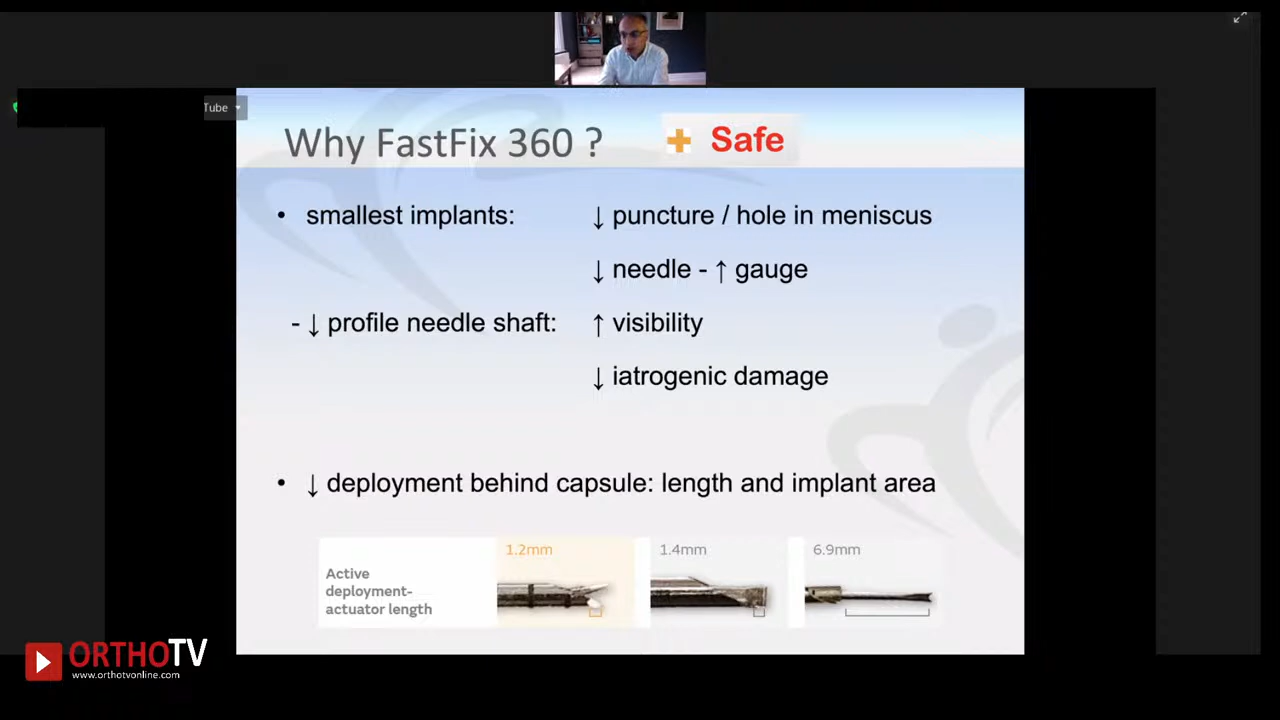 Tube
Why FastFix 360 ?
+ Safe
• smallest implants: ↓ puncture / hole in meniscus
↓ needle - ↑ gauge
- ↓ profile needle shaft: ↑ visibility
↓ iatrogenic damage
• ↓ deployment behind capsule: length and implant area
Active
deployment-
actuator length
1.2mm
1.4mm
6.9mm
ORTHOTV
www.orthotvonline.com